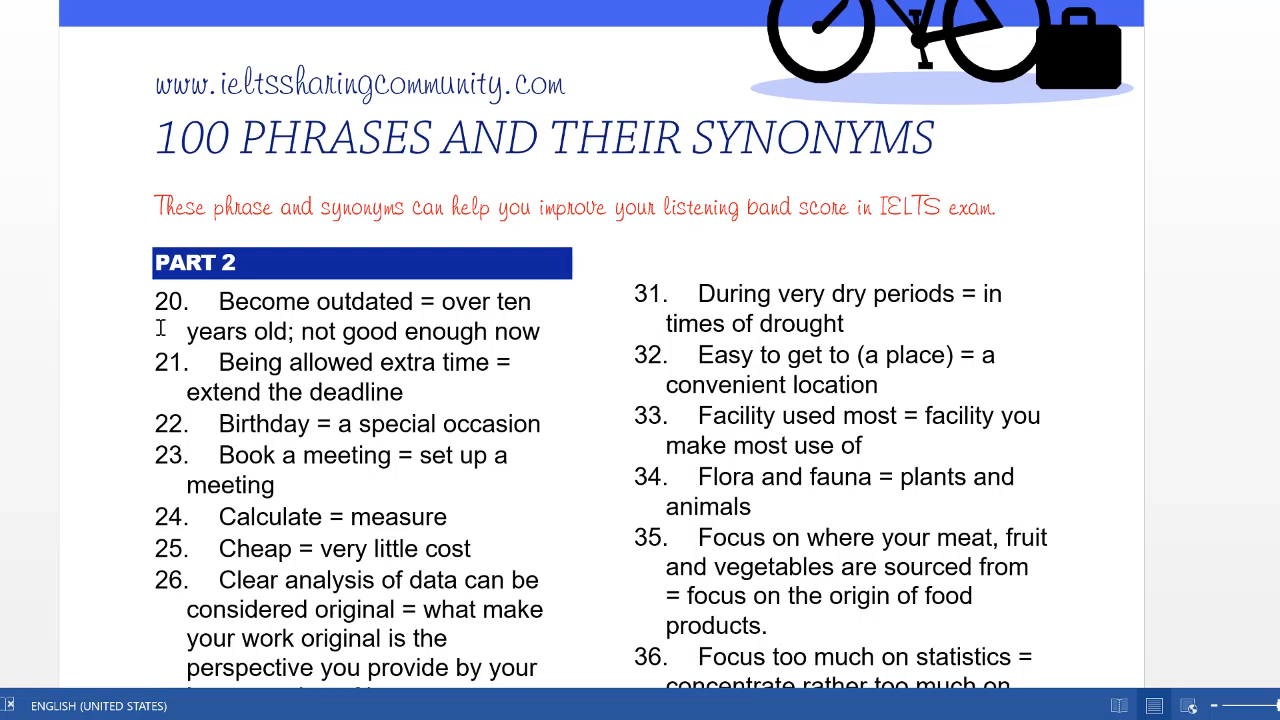 www.ieltssharingcommunity.com
100 PHRASES AND THEIR SYNONYMS
These phrase and synonyms can help you improve your listening band score in IELTS exam.
PART 2
20. Become outdated = over ten
years old; not good enough now
21. Being allowed extra time =
extend the deadline
22. Birthday = a special occasion
23. Book a meeting = set up a
meeting
24. Calculate = measure
25. Cheap = very little cost
26. Clear analysis of data can be
considered original = what make
your work original is the
perspective you provide by your
31. During very dry periods = in
times of drought
32. Easy to get to (a place) = a
convenient location
33. Facility used most = facility you
make most use of
34. Flora and fauna = plants and
animals
35. Focus on where your meat, fruit
and vegetables are sourced from
= focus on the origin of food
products.
36. Focus too much on statistics =
concentrate rather too much on
ENGLISH (UNITED STATES)